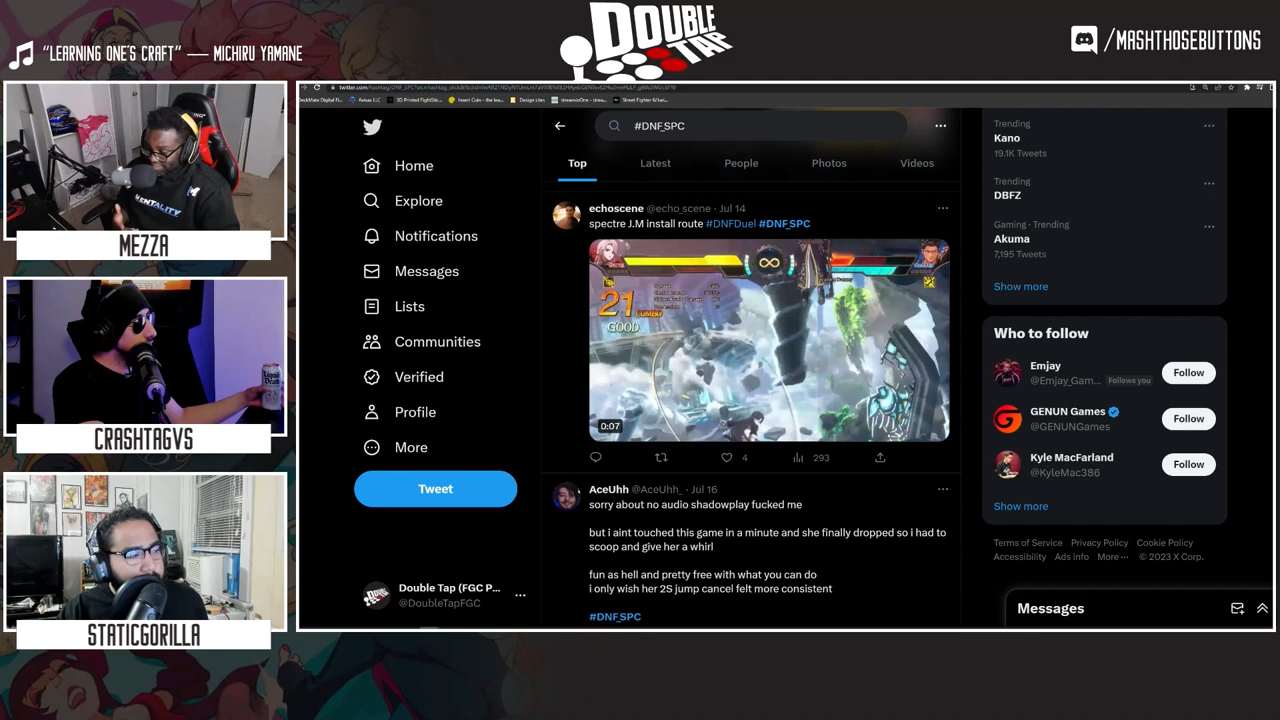 "LEARNING ONE'S CRAFT" — MICHIRU YAMANE
DOUBLE TAP
/MASHTHOSEBUTTONS
MEZZA
CRASHTAGVS
STATICGORILLA
#DNF_SPC
Top
Latest
People
Photos
Videos
Home
Explore
Notifications
Messages
Lists
Communities
Verified
Profile
More
Tweet
Double Tap (FGC P...
@DoubleTapFGC
echoscene @echo_scene · Jul 14
spectre J.M install route #DNFDuel #DNF_SPC
21
COMBO
GOOD
0:07
4
293
AceUhh @AceUhh_ · Jul 16
sorry about no audio shadowplay fucked me
but i aint touched this game in a minute and she finally dropped so i had to
scoop and give her a whirl
fun as hell and pretty free with what you can do
i only wish her 2S jump cancel felt more consistent
#DNF_SPC
Trending
Kano
19.1K Tweets
Trending
DBFZ
Gaming · Trending
Akuma
7,195 Tweets
Show more
Who to follow
Emjay
@Emjay_Gam... Follows you
Follow
GENUN Games
@GENUNGames
Follow
Kyle MacFarland
@KyleMac386
Follow
Show more
Terms of Service Privacy Policy Cookie Policy
Accessibility Ads info More ··· © 2023 X Corp.
Messages